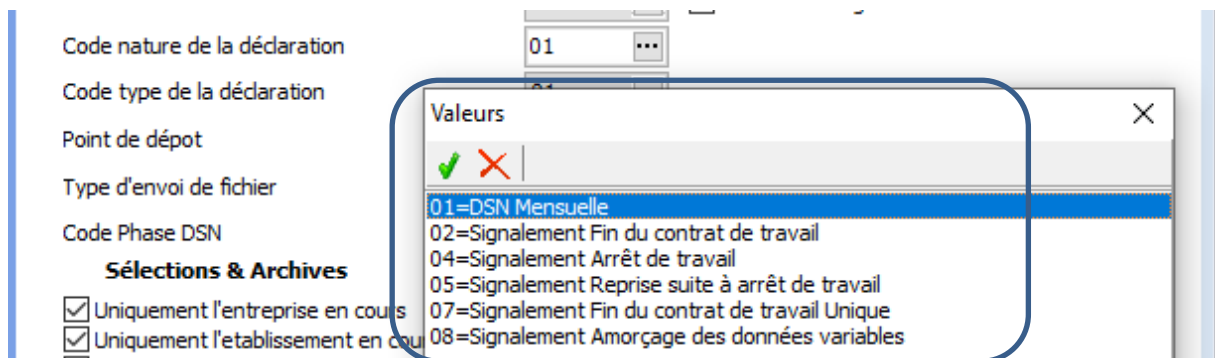 Code nature de la déclaration 01 ...
Code type de la déclaration
Point de dépot
Type d'envoi de fichier
Code Phase DSN
Sélections & Archives
Uniquement l'entreprise en cours
Uniquement l'etablissement en cou
Valeurs
01=DSN Mensuelle
02=Signalement Fin du contrat de travail
04=Signalement Arrêt de travail
05=Signalement Reprise suite à arrêt de travail
07=Signalement Fin du contrat de travail Unique
08=Signalement Amorçage des données variables